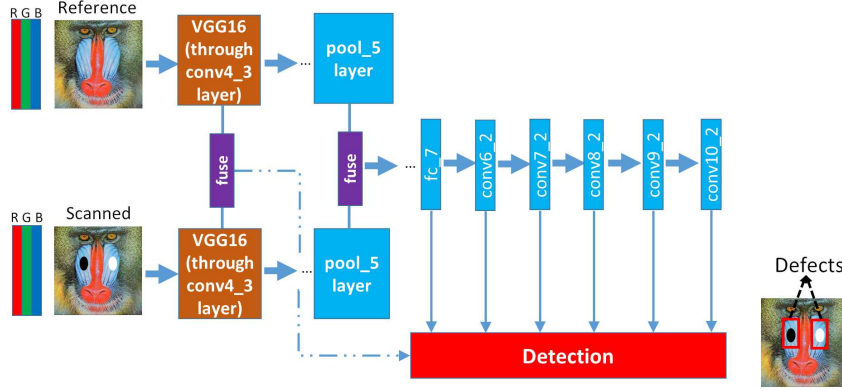 R G B
Reference
VGG16
(through
conv4_3
layer)
...
pool_5
layer
fuse
fuse
...
fc_7
conv6_2
conv7_2
conv8_2
conv9_2
conv10_2
R G B
Scanned
VGG16
(through
conv4_3
layer)
...
pool_5
layer
Detection
Defects